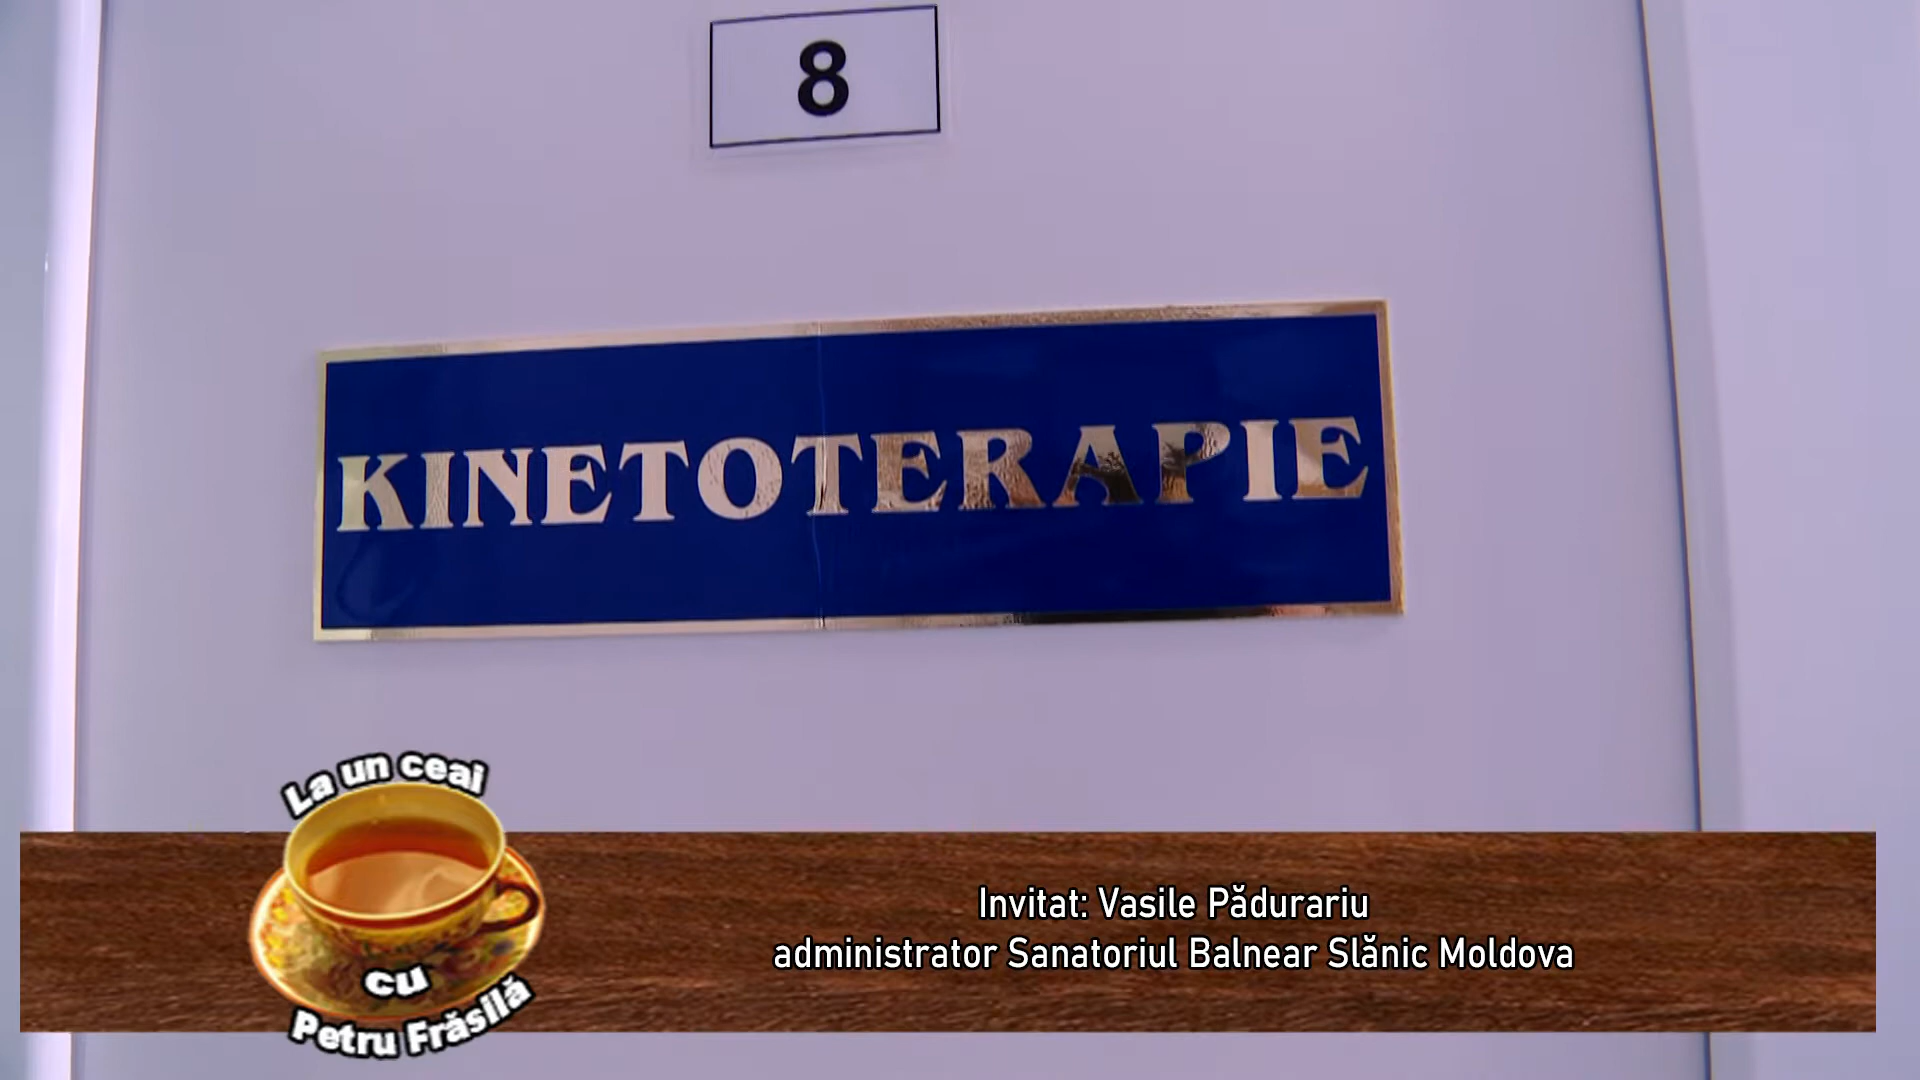 8
KINETOTERAPIE
La un ceai
cu
Petru Frăsilă
Invitat: Vasile Pădurariu
administrator Sanatoriul Balnear Slănic Moldova